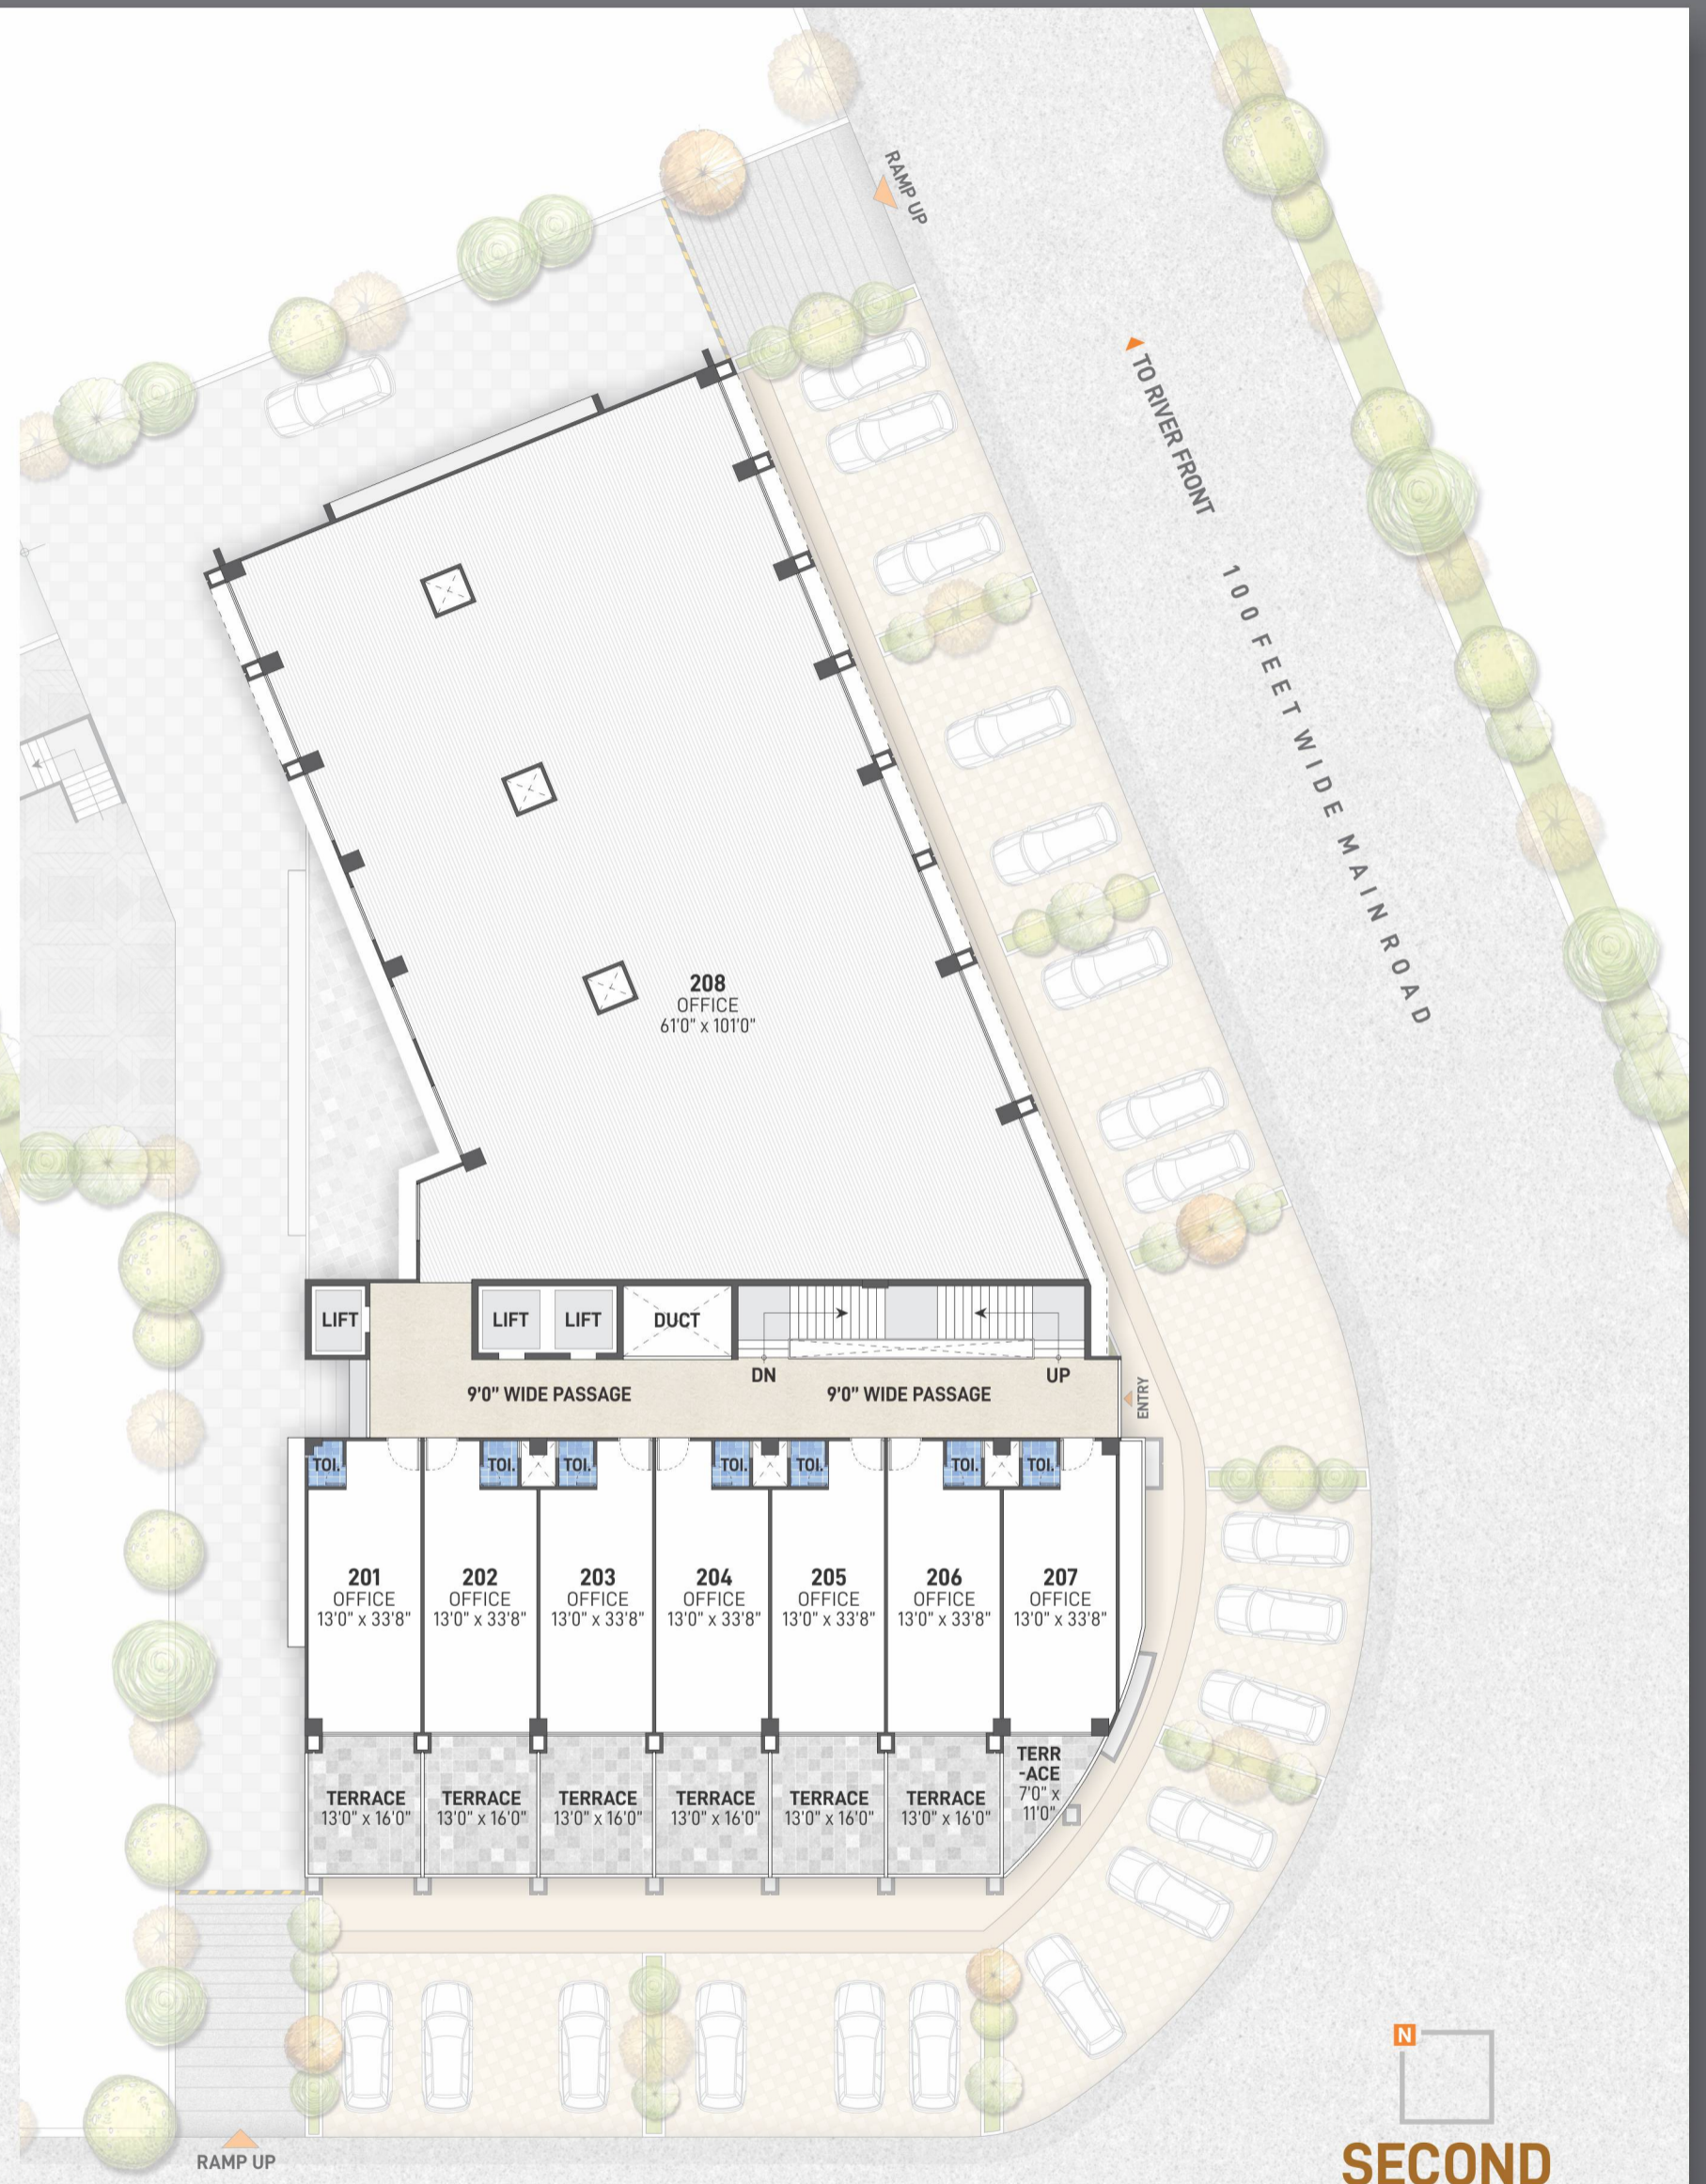 RAMP UP
TO RIVER FRONT
100 FEET WIDE MAIN ROAD
208
OFFICE
61'0" x 101'0"
LIFT
LIFT
LIFT
DUCT
DN
UP
9'0" WIDE PASSAGE
9'0" WIDE PASSAGE
ENTRY
TOI.
TOI.
TOI.
TOI.
TOI.
TOI.
TOI.
201
OFFICE
13'0" x 33'8"
202
OFFICE
13'0" x 33'8"
203
OFFICE
13'0" x 33'8"
204
OFFICE
13'0" x 33'8"
205
OFFICE
13'0" x 33'8"
206
OFFICE
13'0" x 33'8"
207
OFFICE
13'0" x 33'8"
TERRACE
13'0" x 16'0"
TERRACE
13'0" x 16'0"
TERRACE
13'0" x 16'0"
TERRACE
13'0" x 16'0"
TERRACE
13'0" x 16'0"
TERRACE
13'0" x 16'0"
TERR
-ACE
7'0" x
11'0"
N
RAMP UP
SECOND